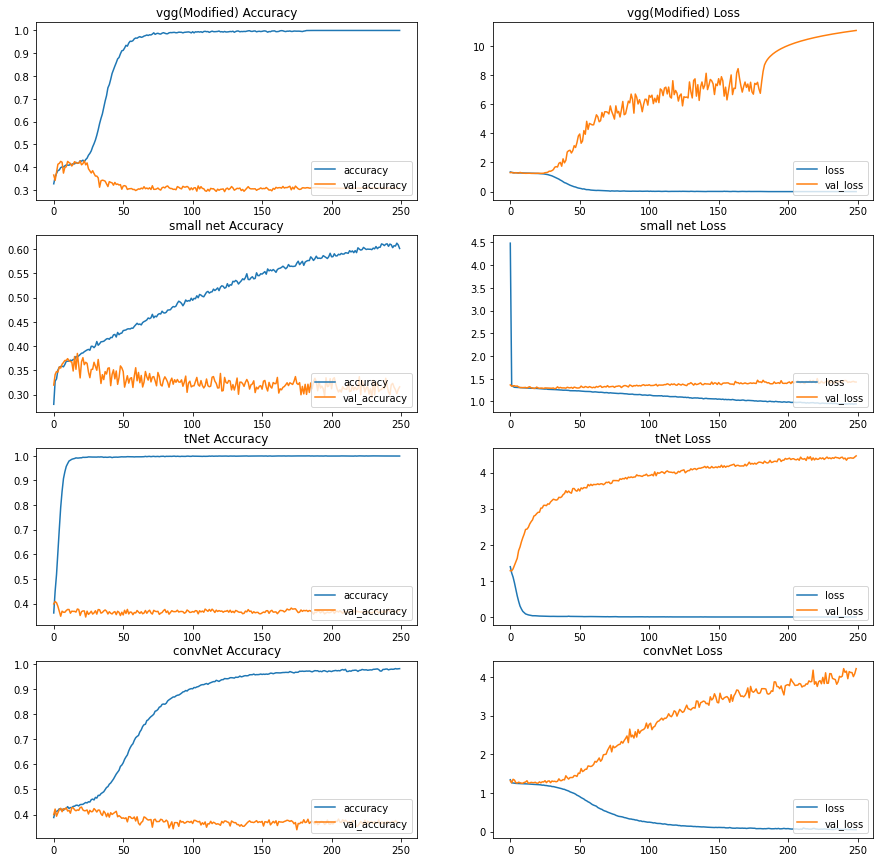 vgg(Modified) Accuracy
1.0
0.9
0.8
0.7
0.6
0.5
0.4
0.3
0 50 100 150 200 250
accuracy
val_accuracy
vgg(Modified) Loss
10
8
6
4
2
0
0 50 100 150 200 250
loss
val_loss
small net Accuracy
0.60
0.55
0.50
0.45
0.40
0.35
0.30
0 50 100 150 200 250
accuracy
val_accuracy
small net Loss
4.5
4.0
3.5
3.0
2.5
2.0
1.5
1.0
0 50 100 150 200 250
loss
val_loss
tNet Accuracy
1.0
0.9
0.8
0.7
0.6
0.5
0.4
0 50 100 150 200 250
accuracy
val_accuracy
tNet Loss
4
3
2
1
0
0 50 100 150 200 250
loss
val_loss
convNet Accuracy
1.0
0.9
0.8
0.7
0.6
0.5
0.4
0 50 100 150 200 250
accuracy
val_accuracy
convNet Loss
4
3
2
1
0
0 50 100 150 200 250
loss
val_loss